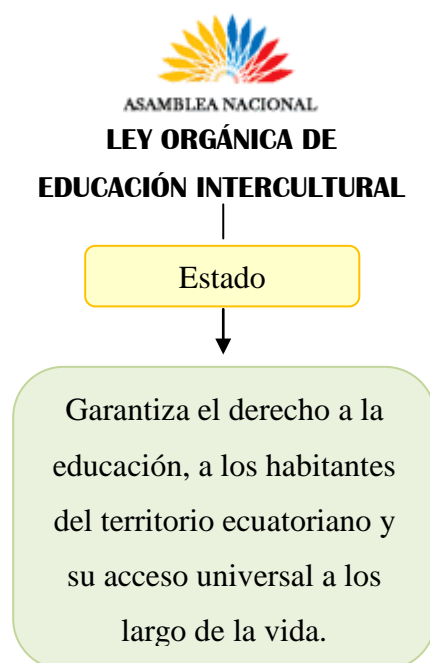 ASAMBLEA NACIONAL
LEY ORGÁNICA DE
EDUCACIÓN INTERCULTURAL
Estado
Garantiza el derecho a la
educación, a los habitantes
del territorio ecuatoriano y
su acceso universal a los
largo de la vida.